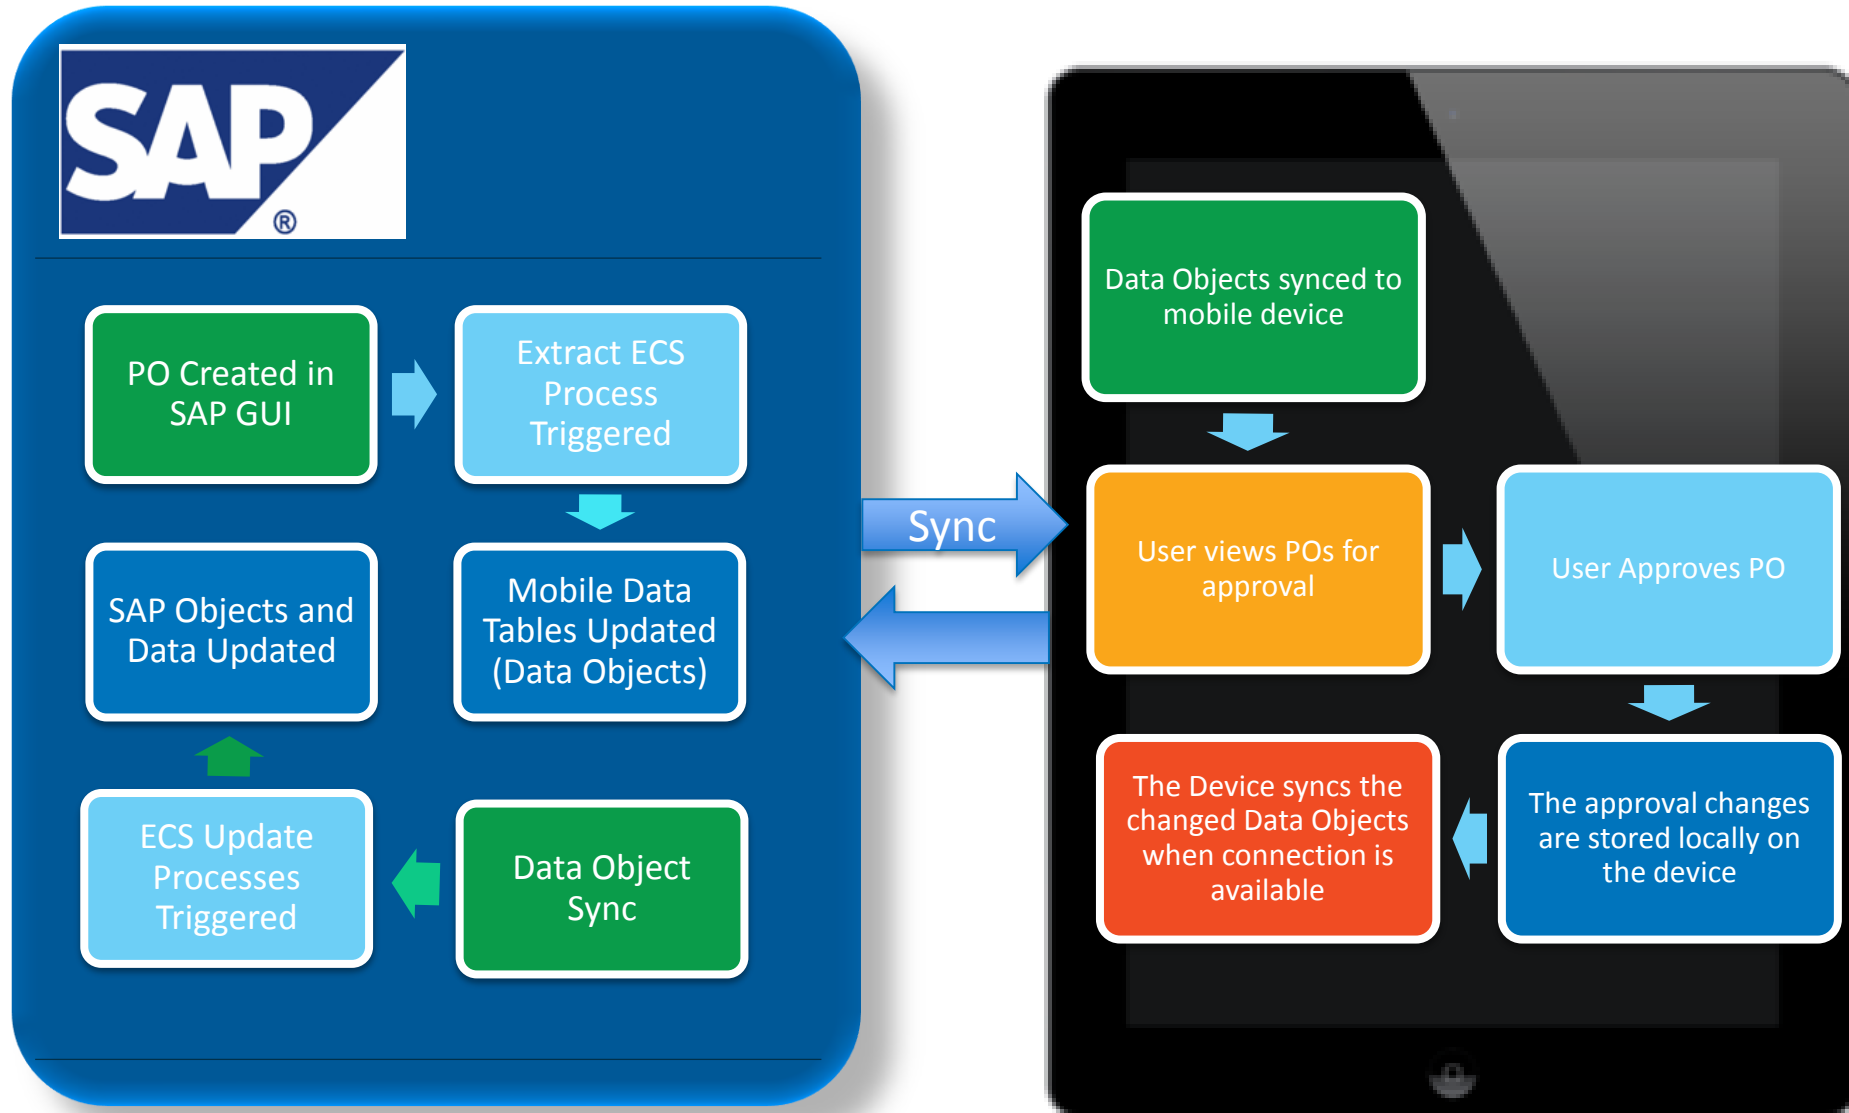 SAP
®
PO Created in
SAP GUI
Extract ECS
Process
Triggered
SAP Objects and
Data Updated
Mobile Data
Tables Updated
(Data Objects)
ECS Update
Processes
Triggered
Data Object
Sync
Sync
Data Objects synced to
mobile device
User views POs for
approval
User Approves PO
The Device syncs the
changed Data Objects
when connection is
available
The approval changes
are stored locally on
the device